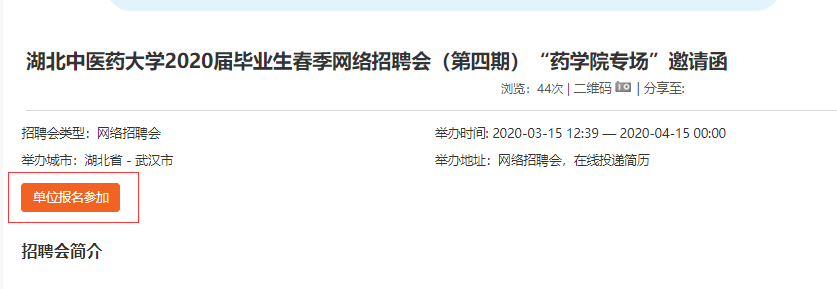 湖北中医药大学2020届毕业生春季网络招聘会（第四期）“药学院专场”邀请函
浏览：44次 | 二维码 | 分享至:
招聘会类型：网络招聘会
举办时间: 2020-03-15 12:39 — 2020-04-15 00:00
举办城市：湖北省 - 武汉市
举办地址：网络招聘会，在线投递简历
单位报名参加
招聘会简介